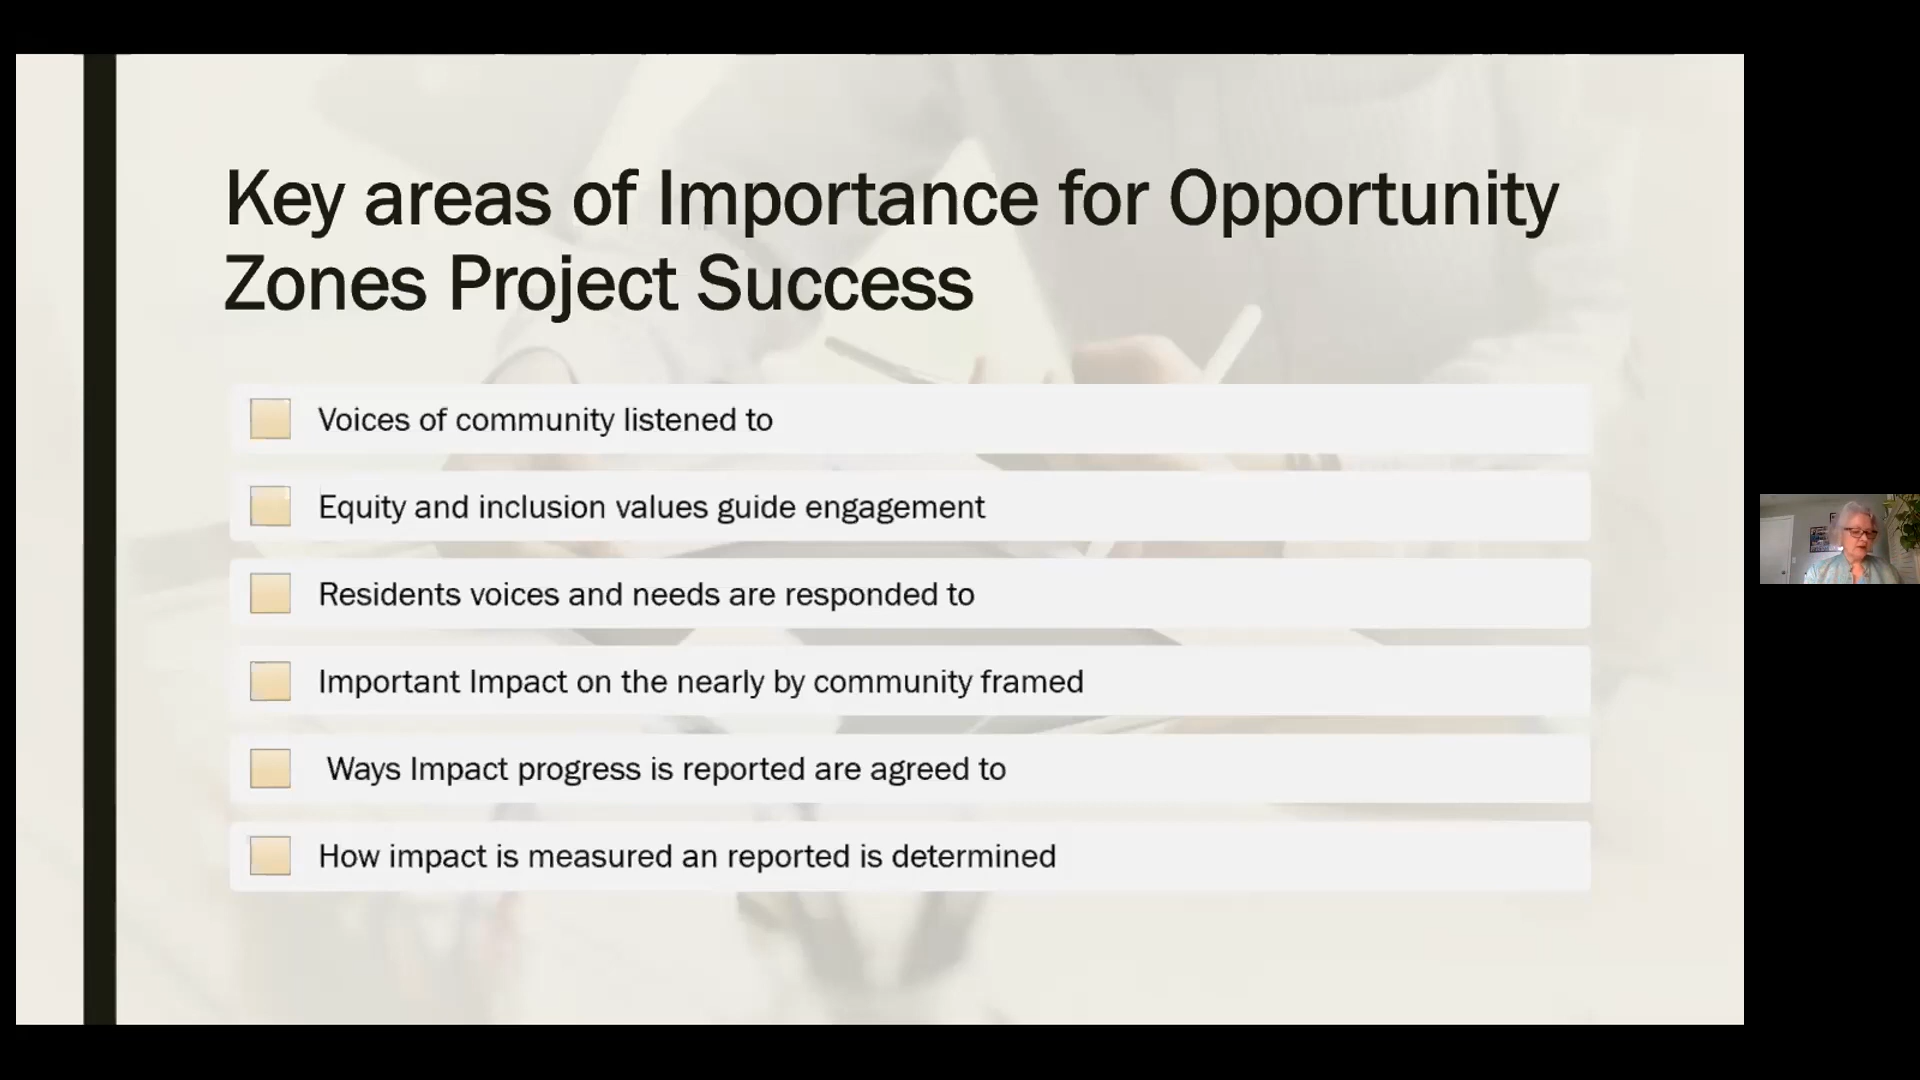 Key areas of Importance for Opportunity
Zones Project Success
Voices of community listened to
Equity and inclusion values guide engagement
Residents voices and needs are responded to
Important Impact on the nearly by community framed
Ways Impact progress is reported are agreed to
How impact is measured an reported is determined